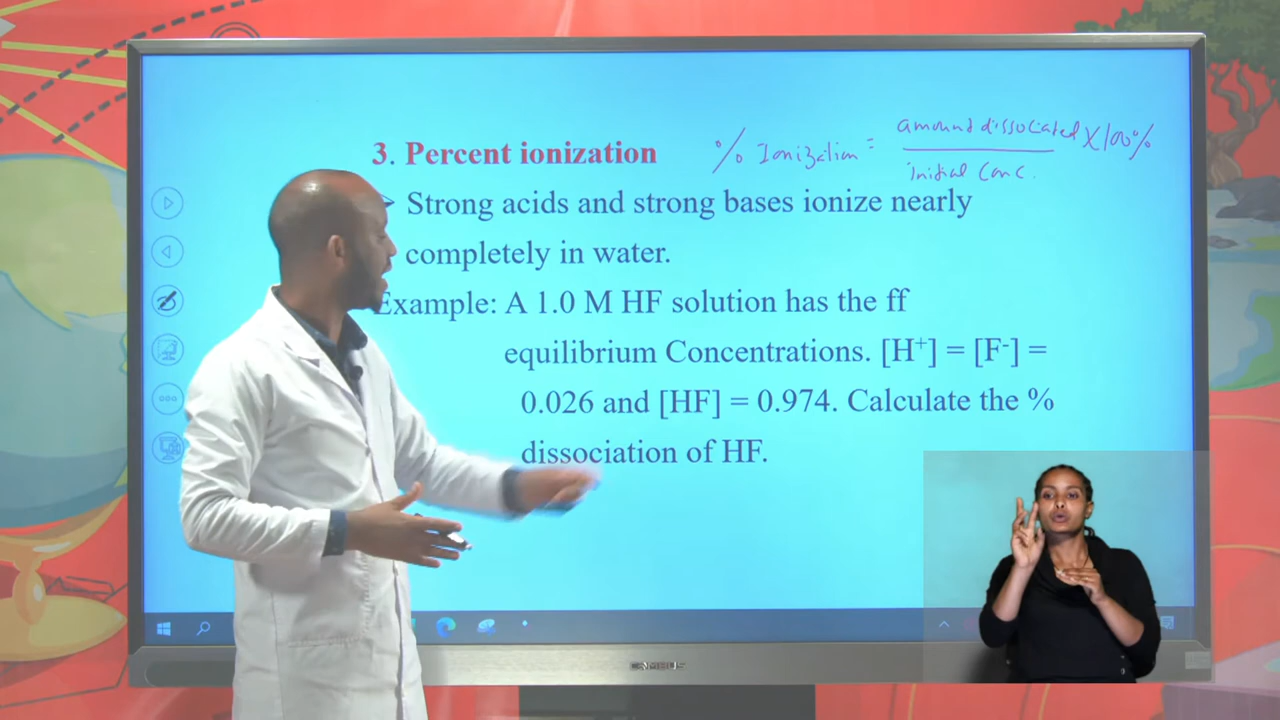 3. Percent ionization
% Ionization = amount dissociated X 100%
initial conc.
➤ Strong acids and strong bases ionize nearly
completely in water.
Example: A 1.0 M HF solution has the ff
equilibrium Concentrations. [H⁺] = [F⁻] =
0.026 and [HF] = 0.974. Calculate the %
dissociation of HF.